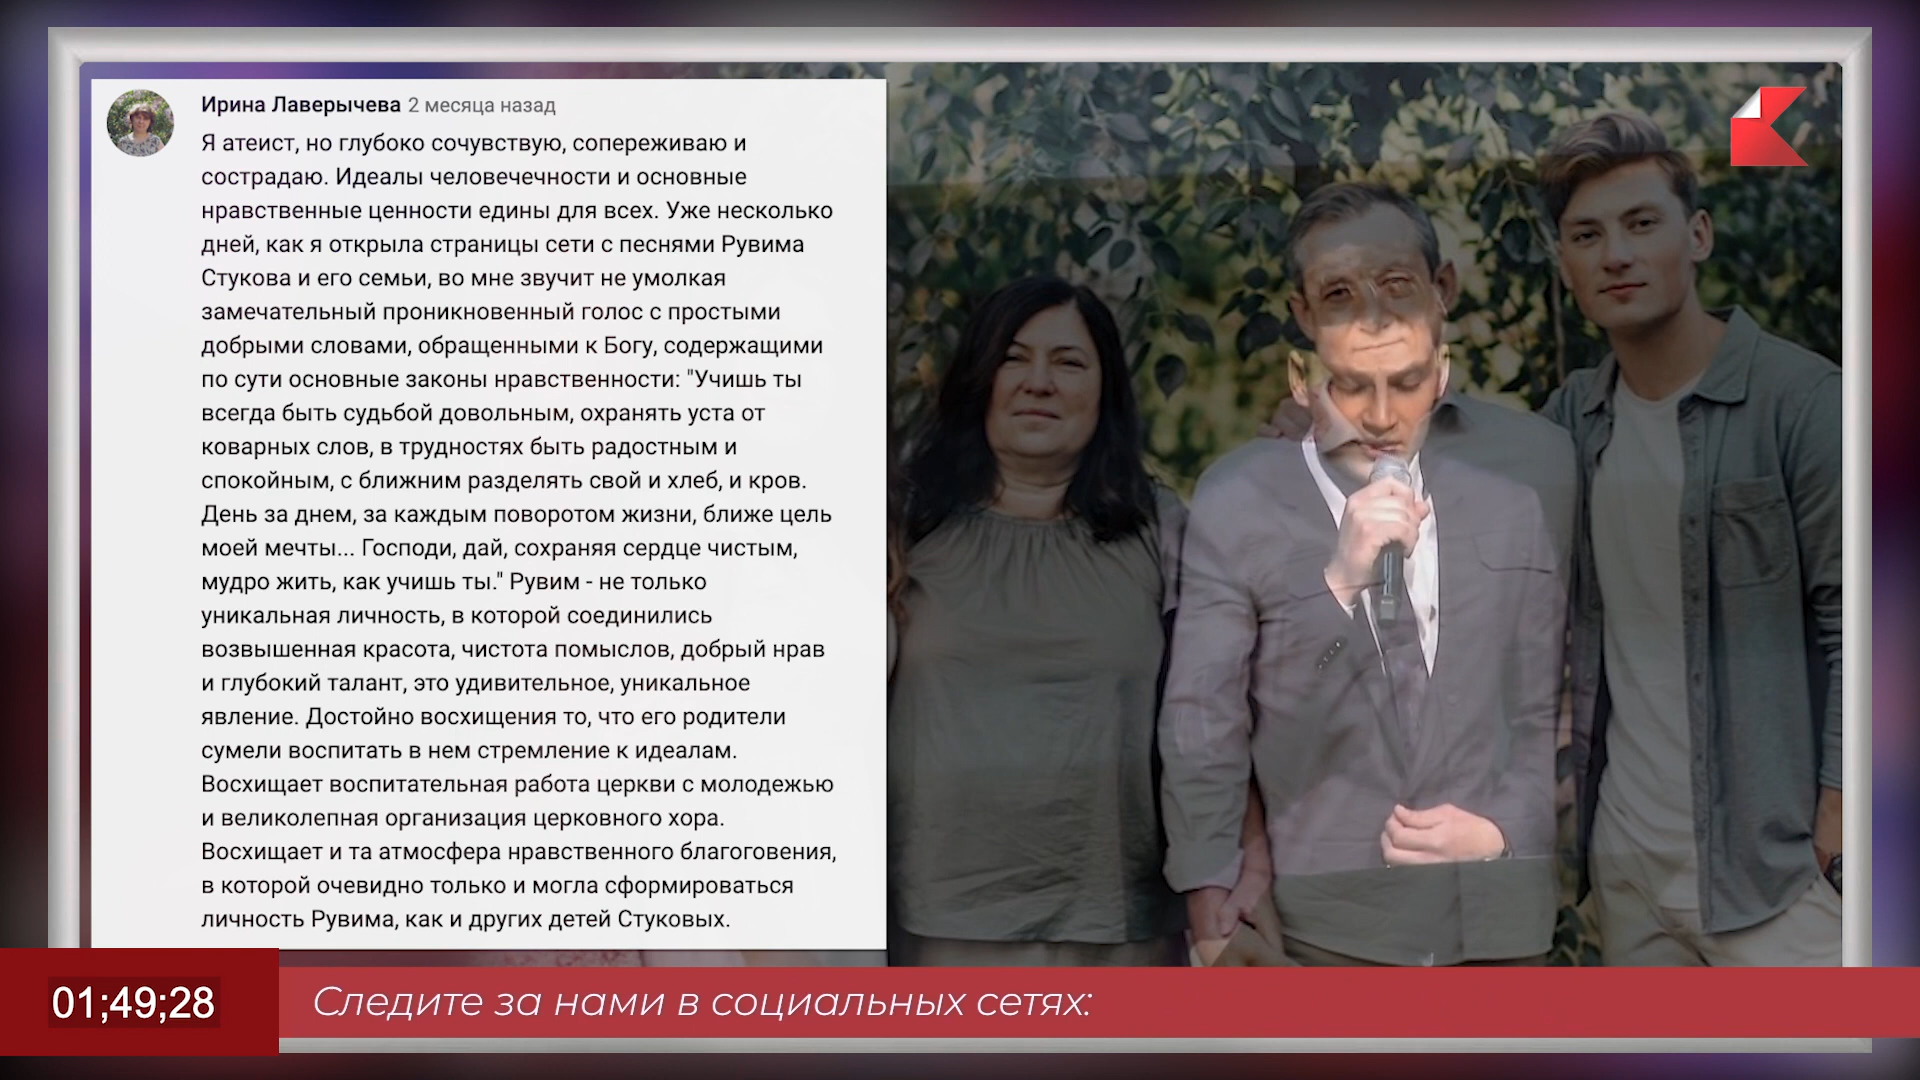 Ирина Лаверычева 2 месяца назад
Я атеист, но глубоко сочувствую, сопереживаю и
сострадаю. Идеалы человечечности и основные
нравственные ценности едины для всех. Уже несколько
дней, как я открыла страницы сети с песнями Рувима
Стукова и его семьи, во мне звучит не умолкая
замечательный проникновенный голос с простыми
добрыми словами, обращенными к Богу, содержащими
по сути основные законы нравственности: "Учишь ты
всегда быть судьбой довольным, охранять уста от
коварных слов, в трудностях быть радостным и
спокойным, с ближним разделять свой и хлеб, и кров.
День за днем, за каждым поворотом жизни, ближе цель
моей мечты... Господи, дай, сохраняя сердце чистым,
мудро жить, как учишь ты." Рувим - не только
уникальная личность, в которой соединились
возвышенная красота, чистота помыслов, добрый нрав
и глубокий талант, это удивительное, уникальное
явление. Достойно восхищения то, что его родители
сумели воспитать в нем стремление к идеалам.
Восхищает воспитательная работа церкви с молодежью
и великолепная организация церковного хора.
Восхищает и та атмосфера нравственного благоговения,
в которой очевидно только и могла сформироваться
личность Рувима, как и других детей Стуковых.
01;49;28
Следите за нами в социальных сетях: